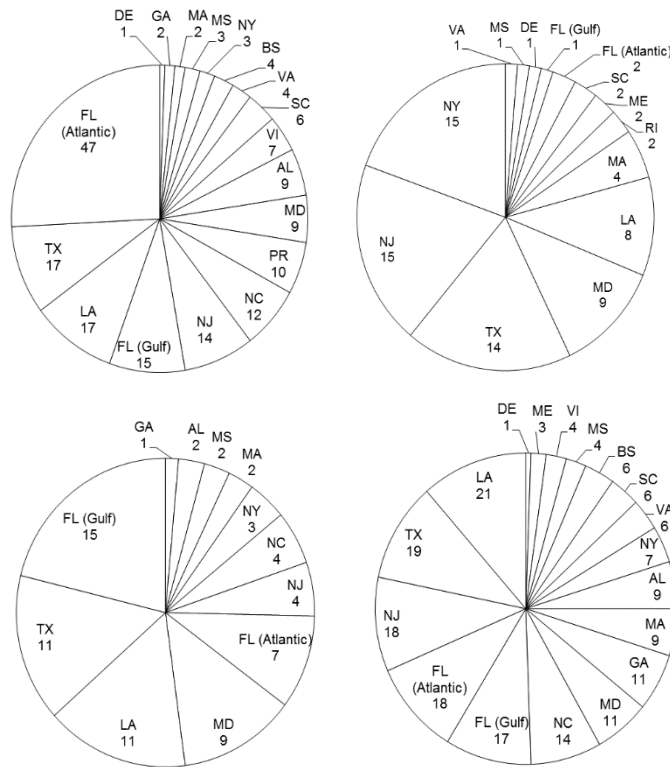 DE
1
GA
2
MA
2
MS
3
NY
3
BS
4
VA
4
SC
6
VI
7
AL
9
MD
9
PR
10
NC
12
NJ
14
FL (Gulf)
15
LA
17
TX
17
FL
(Atlantic)
47
VA
1
MS
1
DE
1
FL (Gulf)
1
FL (Atlantic)
2
SC
2
ME
2
RI
2
MA
4
LA
8
MD
9
TX
14
NJ
15
NY
15
GA
1
AL
2
MS
2
MA
2
NY
3
NC
4
NJ
4
FL (Atlantic)
7
MD
9
LA
11
TX
11
FL (Gulf)
15
DE
1
ME
3
VI
4
MS
4
BS
6
SC
6
VA
6
NY
7
AL
9
MA
9
GA
11
MD
11
NC
14
FL (Gulf)
17
FL
(Atlantic)
18
NJ
18
TX
19
LA
21